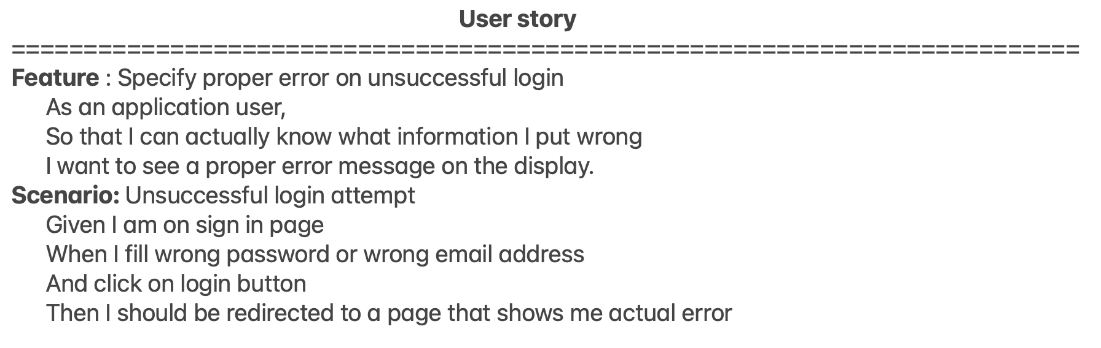 User story
==========================================================================
Feature : Specify proper error on unsuccessful login
As an application user,
So that I can actually know what information I put wrong
I want to see a proper error message on the display.
Scenario: Unsuccessful login attempt
Given I am on sign in page
When I fill wrong password or wrong email address
And click on login button
Then I should be redirected to a page that shows me actual error